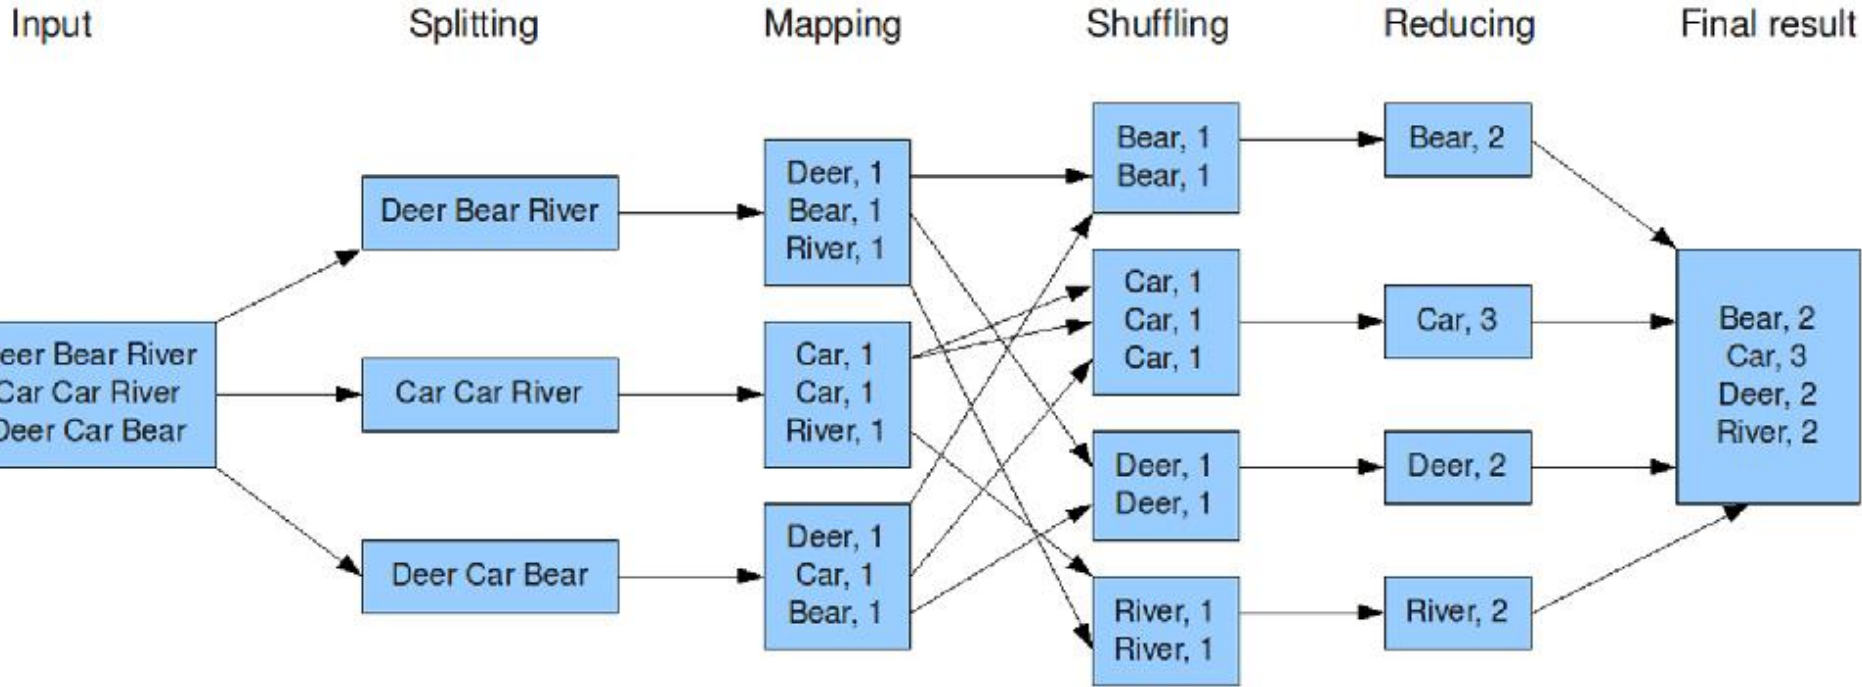 Input
Splitting
Mapping
Shuffling
Reducing
Final result
eer Bear River
Car Car River
Deer Car Bear
Deer Bear River
Car Car River
Deer Car Bear
Deer, 1
Bear, 1
River, 1
Car, 1
Car, 1
River, 1
Deer, 1
Car, 1
Bear, 1
Bear, 1
Bear, 1
Car, 1
Car, 1
Car, 1
Deer, 1
Deer, 1
River, 1
River, 1
Bear, 2
Car, 3
Deer, 2
River, 2
Bear, 2
Car, 3
Deer, 2
River, 2